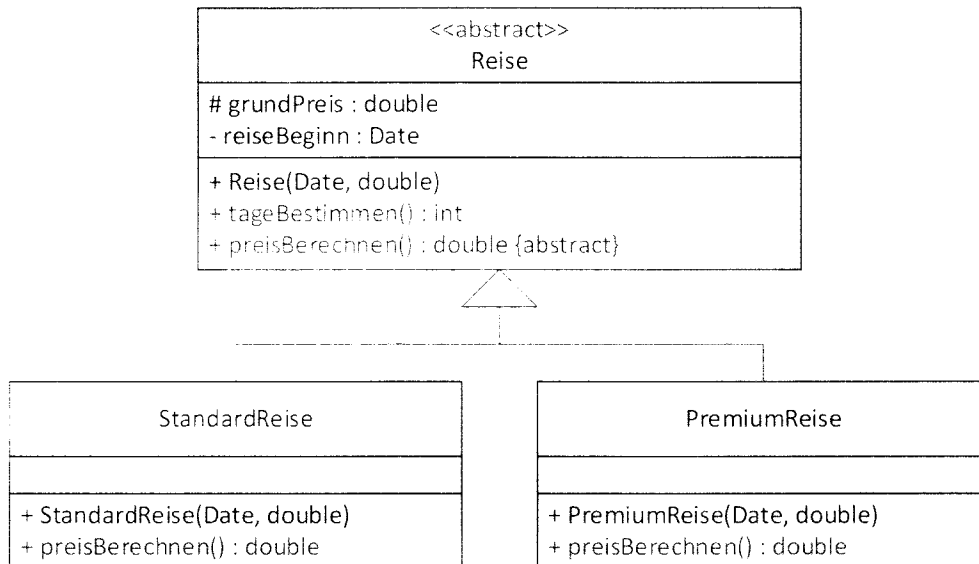 <<abstract>>
Reise
# grundPreis : double
- reiseBeginn : Date
+ Reise(Date, double)
+ tageBestimmen() : int
+ preisBerechnen() : double {abstract}
StandardReise
PremiumReise
+ StandardReise(Date, double)
+ preisBerechnen() : double
+ PremiumReise(Date, double)
+ preisBerechnen() : double